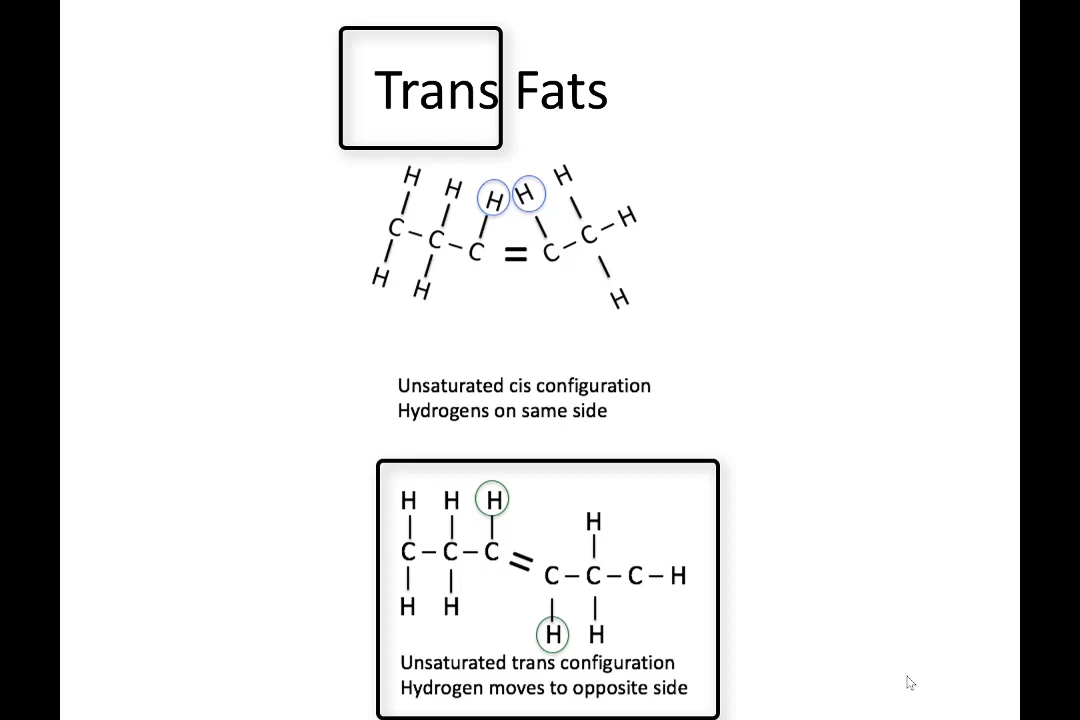 Trans Fats
H H H H H
C – C – C = C – C – H
H H H
Unsaturated cis configuration
Hydrogens on same side
H H H
H
C – C – C = C – C – C – H
H H H H
Unsaturated trans configuration
Hydrogen moves to opposite side